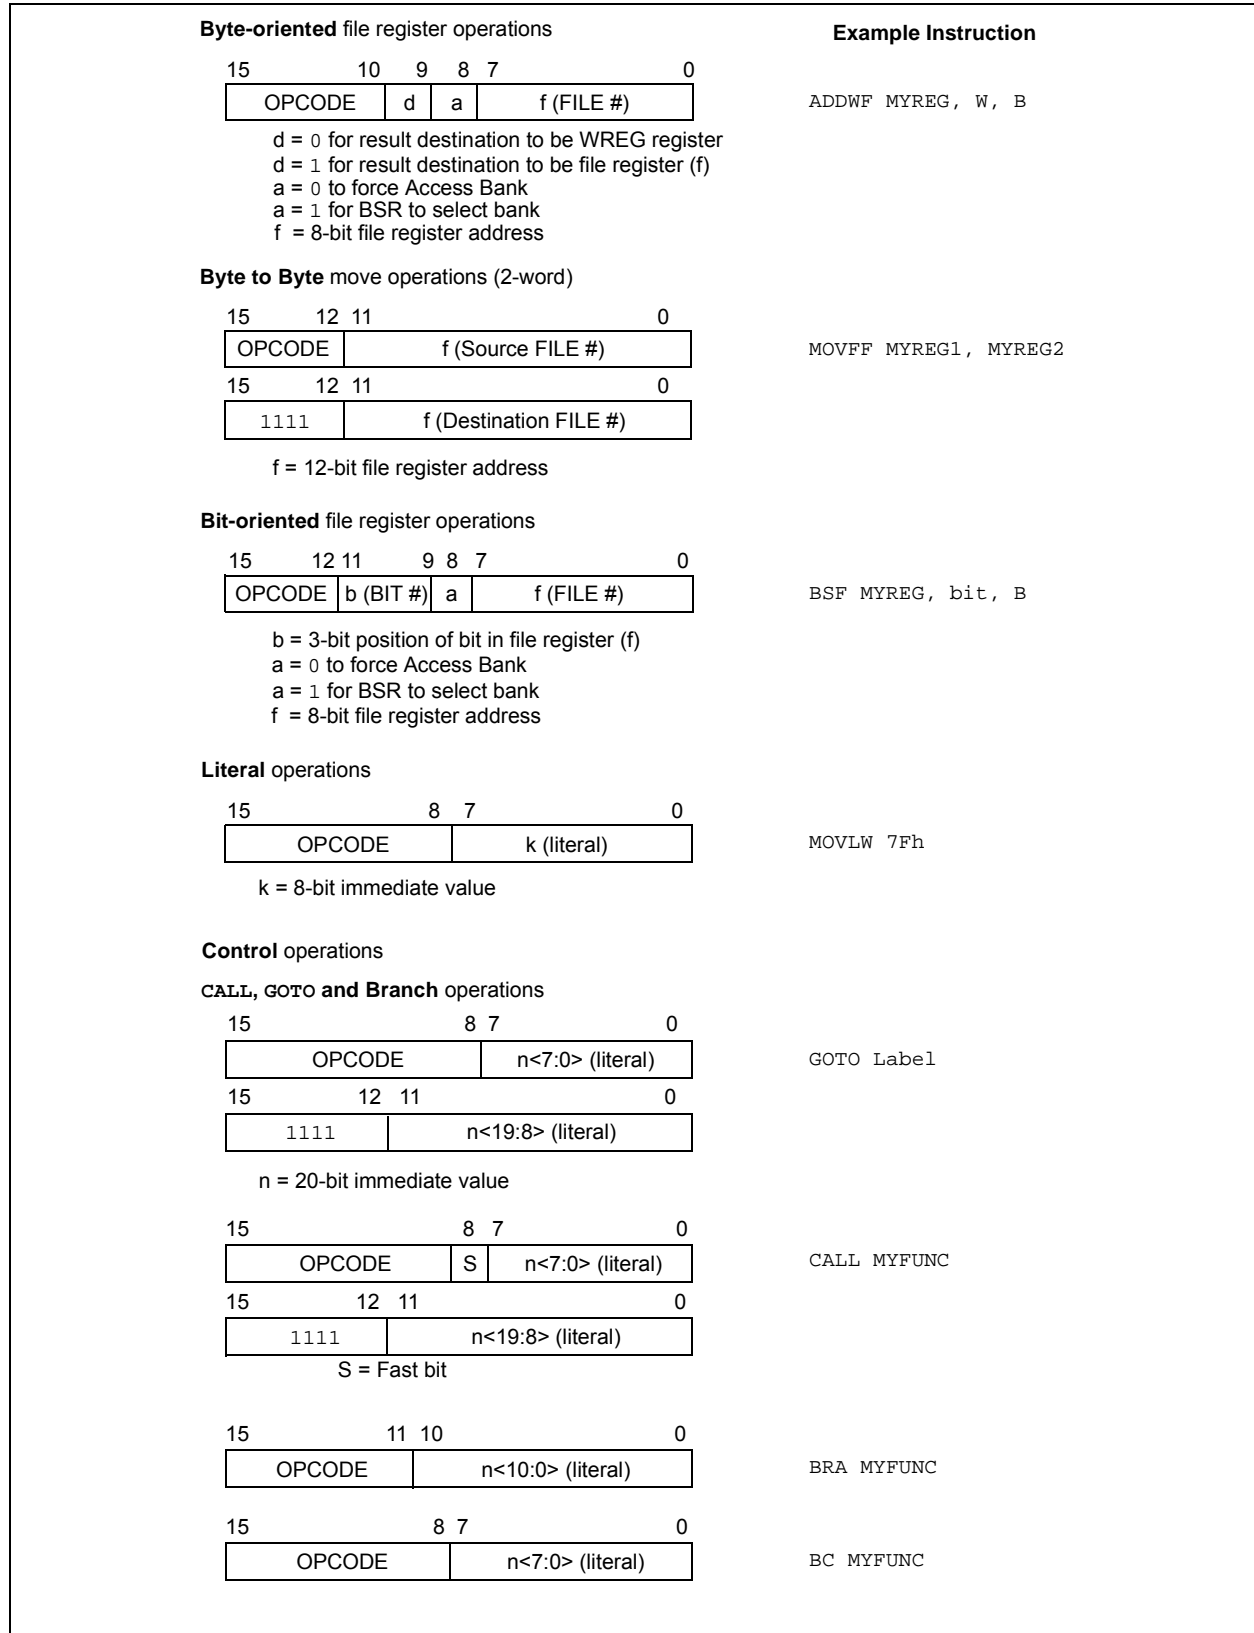 Byte-oriented file register operations Example Instruction
15 10 9 8 7 0
OPCODE d a f (FILE #) ADDWF MYREG, W, B
d = 0 for result destination to be WREG register
d = 1 for result destination to be file register (f)
a = 0 to force Access Bank
a = 1 for BSR to select bank
f = 8-bit file register address
Byte to Byte move operations (2-word)
15 12 11 0
OPCODE f (Source FILE #) MOVFF MYREG1, MYREG2
15 12 11 0
1111 f (Destination FILE #)
f = 12-bit file register address
Bit-oriented file register operations
15 12 11 9 8 7 0
OPCODE b (BIT #) a f (FILE #) BSF MYREG, bit, B
b = 3-bit position of bit in file register (f)
a = 0 to force Access Bank
a = 1 for BSR to select bank
f = 8-bit file register address
Literal operations
15 8 7 0
OPCODE k (literal) MOVLW 7Fh
k = 8-bit immediate value
Control operations
CALL, GOTO and Branch operations
15 8 7 0
OPCODE n<7:0> (literal) GOTO Label
15 12 11 0
1111 n<19:8> (literal)
n = 20-bit immediate value
15 8 7 0
OPCODE S n<7:0> (literal) CALL MYFUNC
15 12 11 0
1111 n<19:8> (literal)
S = Fast bit
15 11 10 0
OPCODE n<10:0> (literal) BRA MYFUNC
15 8 7 0
OPCODE n<7:0> (literal) BC MYFUNC